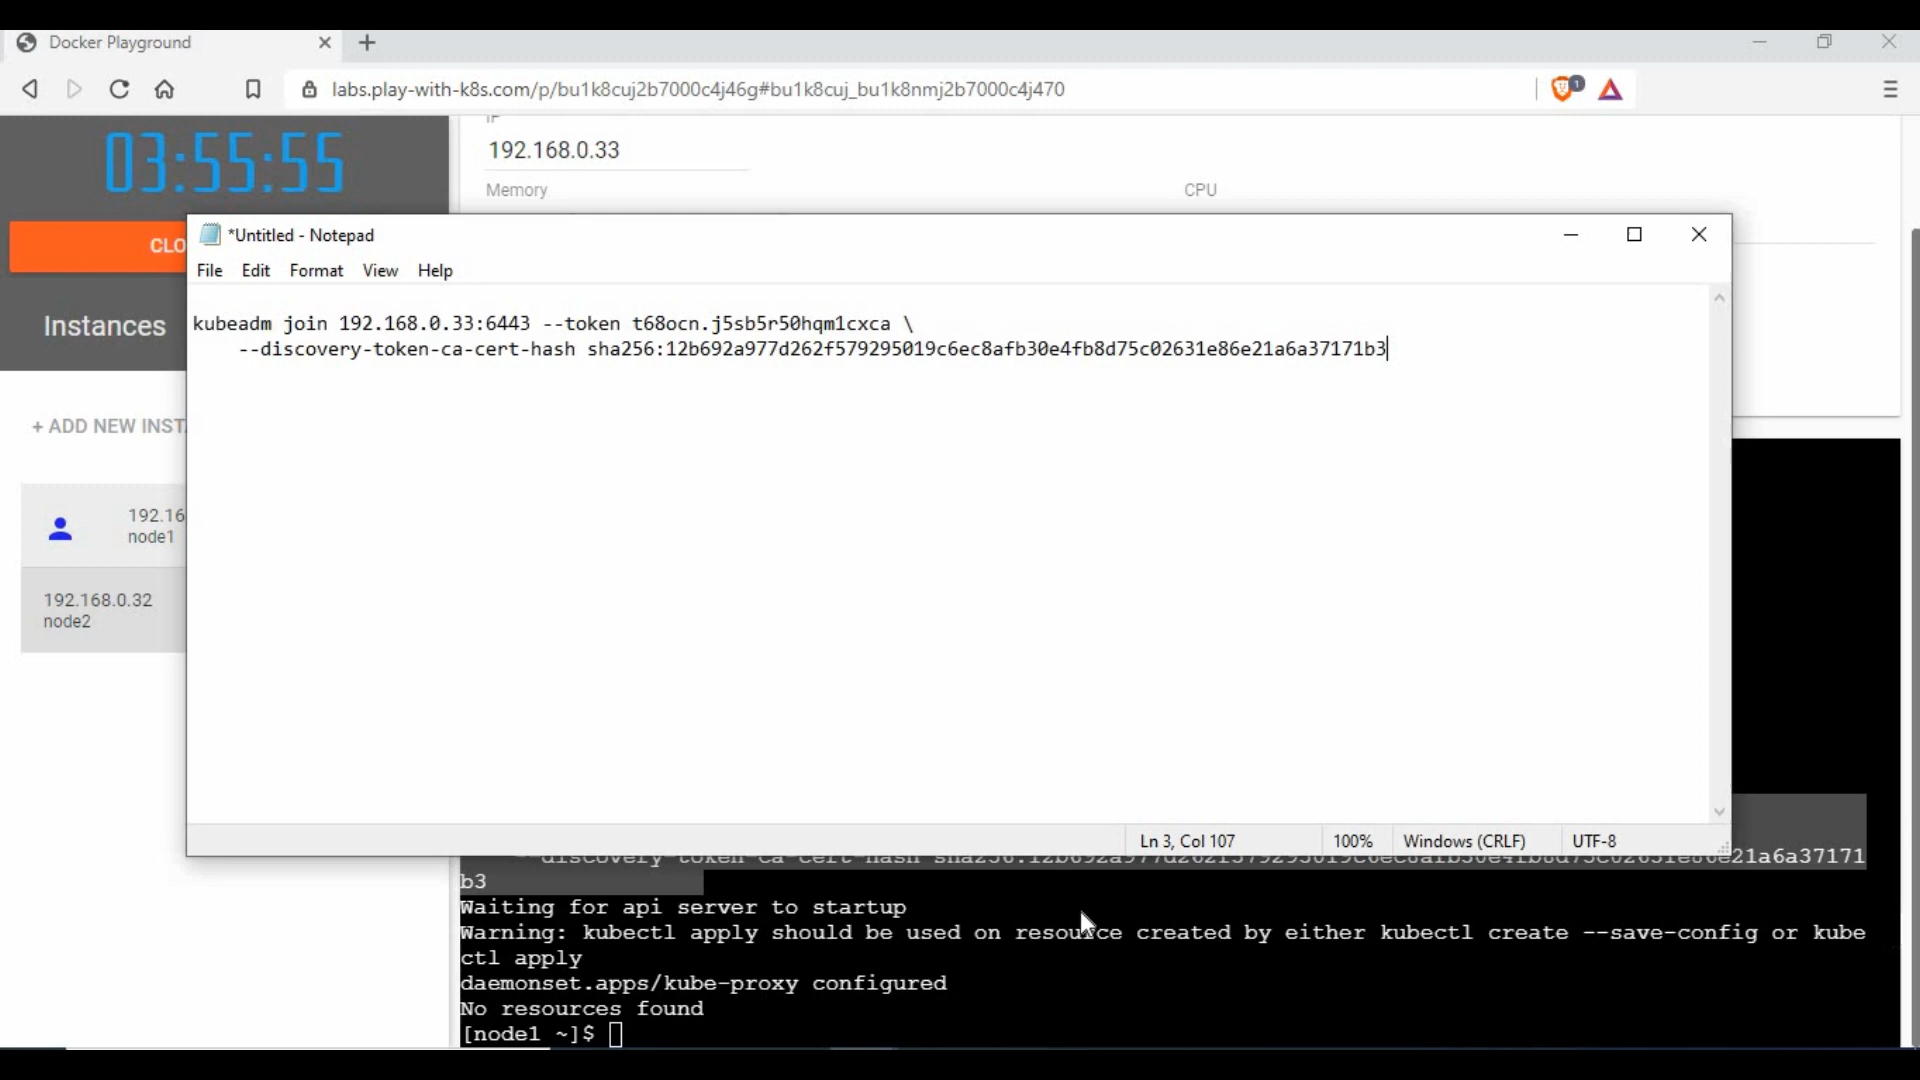 Docker Playground
labs.play-with-k8s.com/p/bu1k8cuj2b7000c4j46g#bu1k8cuj_bu1k8nmj2b7000c4j470
1
03:55:55
IP
192.168.0.33
Memory
CPU
CLO
*Untitled - Notepad
File Edit Format View Help
Instances
kubeadm join 192.168.0.33:6443 --token t68ocn.j5sb5r50hqm1cxca \
--discovery-token-ca-cert-hash sha256:12b692a977d262f579295019c6ec8afb30e4fb8d75c02631e86e21a6a37171b3
+ ADD NEW INST
192.16
node1
192.168.0.32
node2
Ln 3, Col 107
100%
Windows (CRLF)
UTF-8
--discovery-token-ca-cert-hash sha256:12b692a977d262f579295019c6ec8afb30e4fb8d75c02631e86e21a6a37171
b3
Waiting for api server to startup
Warning: kubectl apply should be used on resource created by either kubectl create --save-config or kube
ctl apply
daemonset.apps/kube-proxy configured
No resources found
[node1 ~]$